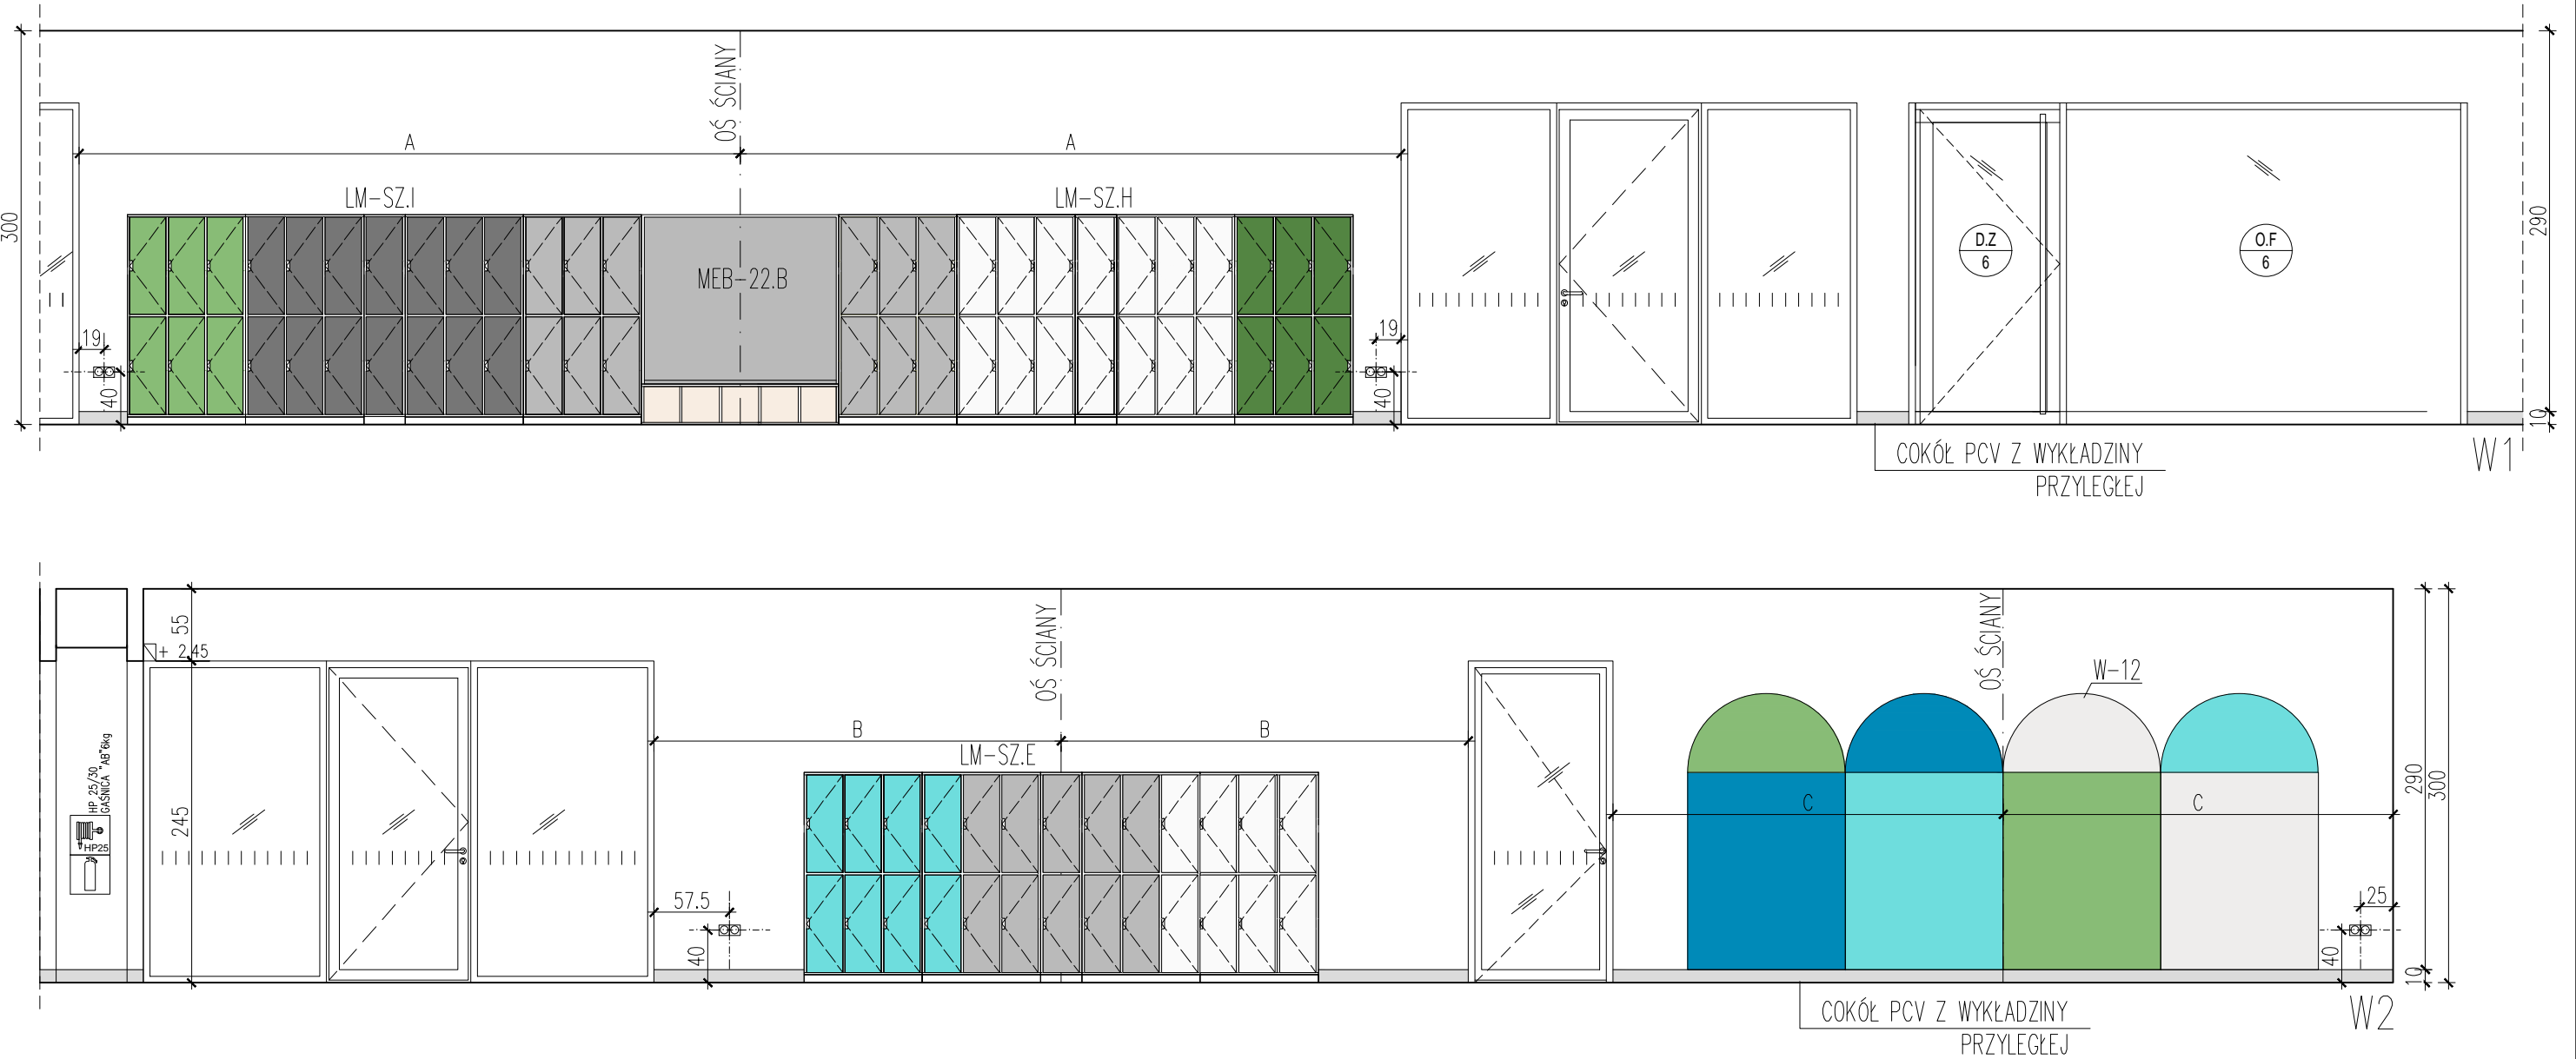 OŚ ŚCIANY
A
A
LM-SZ.I
LM-SZ.H
300
290
MEB-22.B
D.Z
6
O.F
6
19
40
19
40
10
COKÓŁ PCV Z WYKŁADZINY
PRZYLEGŁEJ
W1
55
+ 2,45
OŚ ŚCIANY
OŚ ŚCIANY
W-12
B
B
LM-SZ.E
HP 25/30
GAŚNICA "AB"6kg
HP25
245
C
C
290
300
57.5
40
25
40
10
COKÓŁ PCV Z WYKŁADZINY
PRZYLEGŁEJ
W2